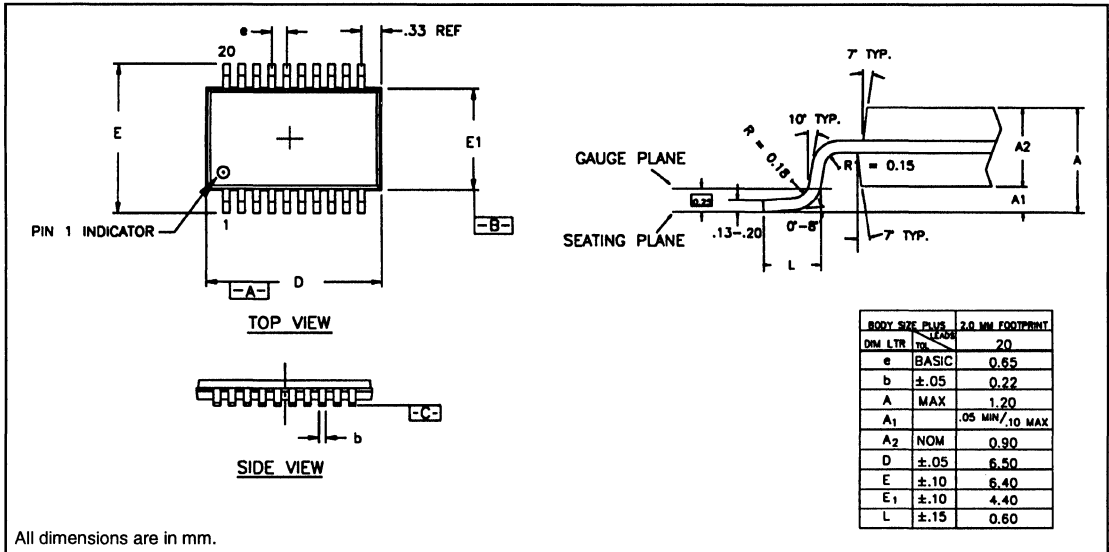 e
.33 REF
20
E
E1
PIN 1 INDICATOR
1
-B-
-A-
D
TOP VIEW
-C-
b
SIDE VIEW
7° TYP.
10° TYP.
R = 0.18
R = 0.15
A2
A
A1
GAUGE PLANE
0.25
SEATING PLANE
.13-.20
0°-8°
7° TYP.
L
BODY SIZE PLUS 2.0 MM FOOTPRINT
DIM LTR TOL LEADS 20
e BASIC 0.65
b ±.05 0.22
A MAX 1.20
A1 .05 MIN/.10 MAX
A2 NOM 0.90
D ±.05 6.50
E ±.10 6.40
E1 ±.10 4.40
L ±.15 0.60
All dimensions are in mm.